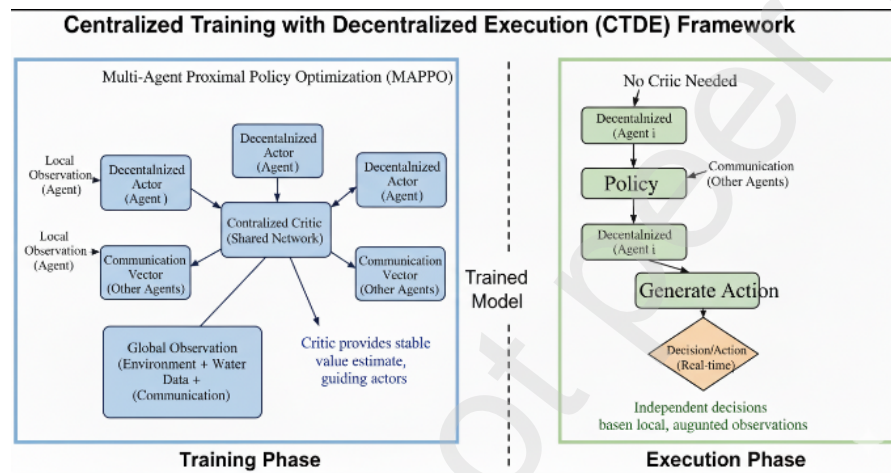 Centralized Training with Decentralized Execution (CTDE) Framework
Multi-Agent Proximal Policy Optimization (MAPPO)
Local
Observation
(Agent)
Decentalnized
Actor
(Agent )
Decentalnized
Actor
(Agent)
Decentalnized
Actor
(Agent)
Centralized Critic
(Shared Network)
Local
Observation
(Agent)
Communication
Vector
(Other Agents)
Communication
Vector
(Other Agents)
Global Observation
(Environment + Water
Data +
(Communication)
Critic provides stable
value estimate,
guiding actors
Training Phase
Trained
Model
No Criic Needed
Decentalnized
(Agent i
Policy
Communication
(Other Agents)
Decentalnized
(Agent i
Generate Action
Decision/Action
(Real-time)
Independent decisions
basen local, augunted observations
Execution Phase
ot peer